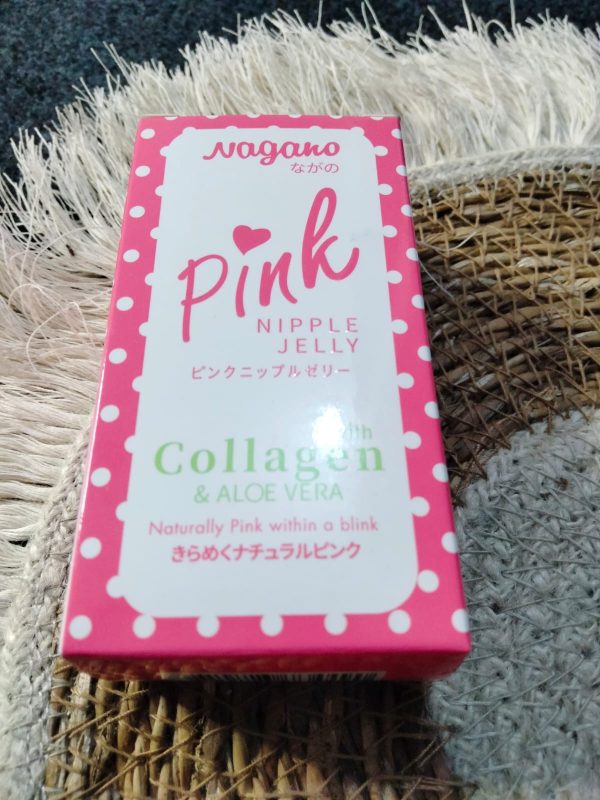 Nagano
ながの
Pink
NIPPLE
JELLY
ピンクニップルゼリー
with
Collagen
& ALOE VERA
Naturally Pink within a blink
きらめくナチュラルピンク